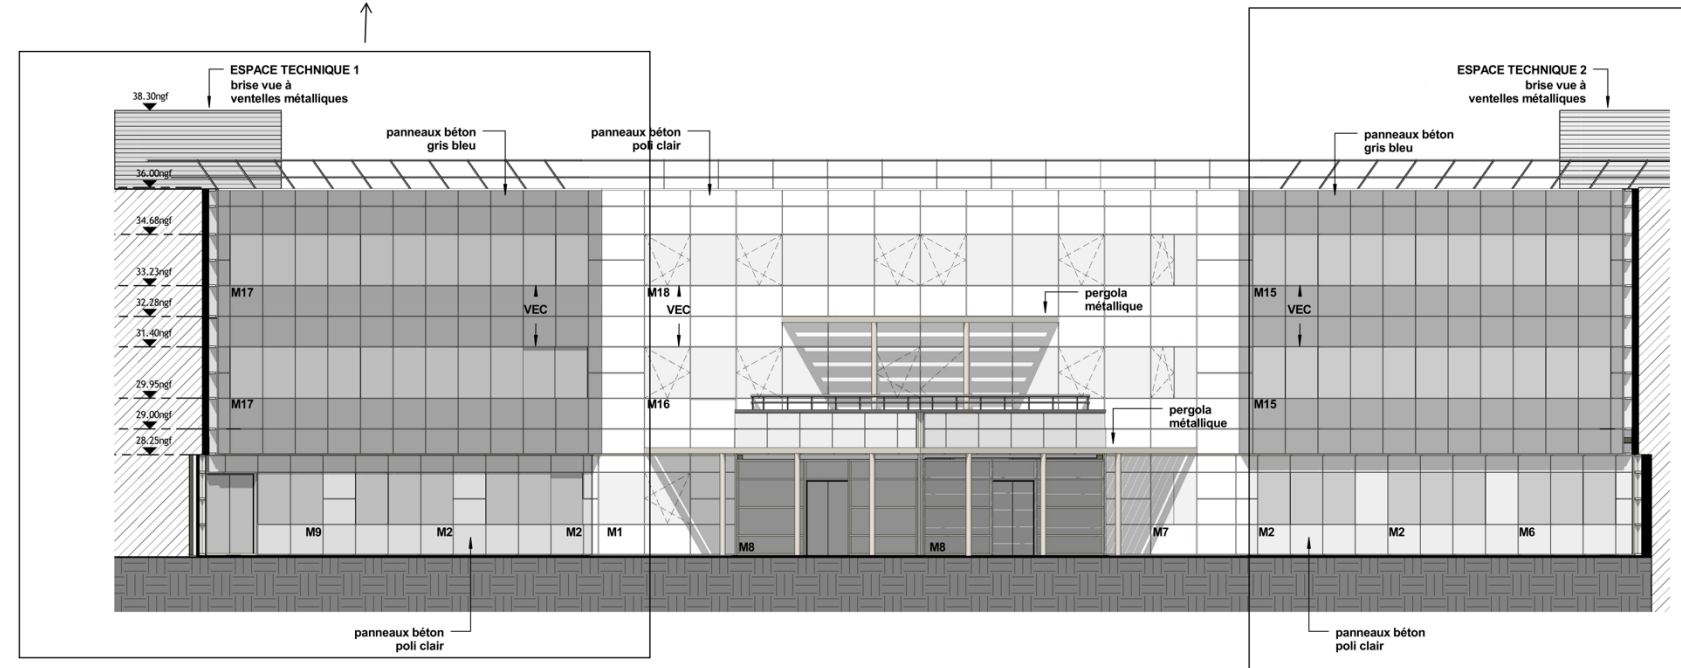 ESPACE TECHNIQUE 1
brise vue à
ventelles métalliques
ESPACE TECHNIQUE 2
brise vue à
ventelles métalliques
38.30ngf
panneaux béton
gris bleu
panneaux béton
poli clair
panneaux béton
gris bleu
36.00ngf
34.68ngf
33.23ngf
M17
M18
pergola
métallique
M15
32.28ngf
VEC
VEC
VEC
31.40ngf
29.95ngf
M17
M16
M15
pergola
métallique
29.00ngf
28.25ngf
M9
M2
M2
M1
M8
M8
M7
M2
M2
M6
panneaux béton
poli clair
panneaux béton
poli clair